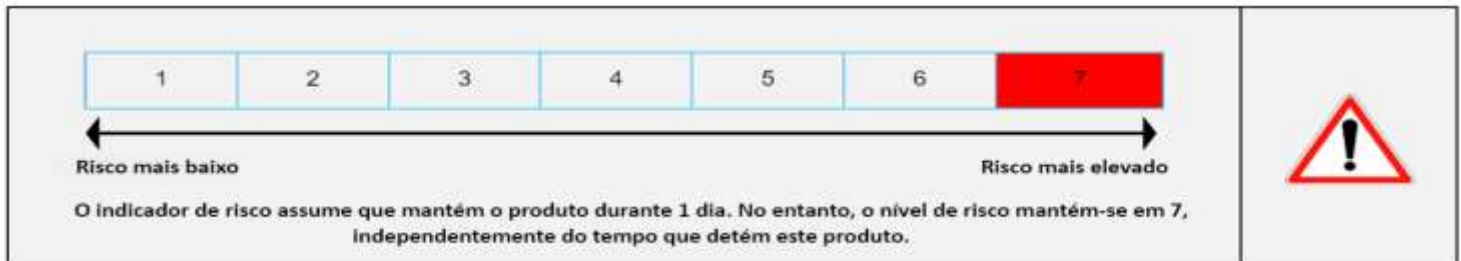 1 2 3 4 5 6 7
Risco mais baixo Risco mais elevado
O indicador de risco assume que mantém o produto durante 1 dia. No entanto, o nível de risco mantém-se em 7,
independentemente do tempo que detém este produto.